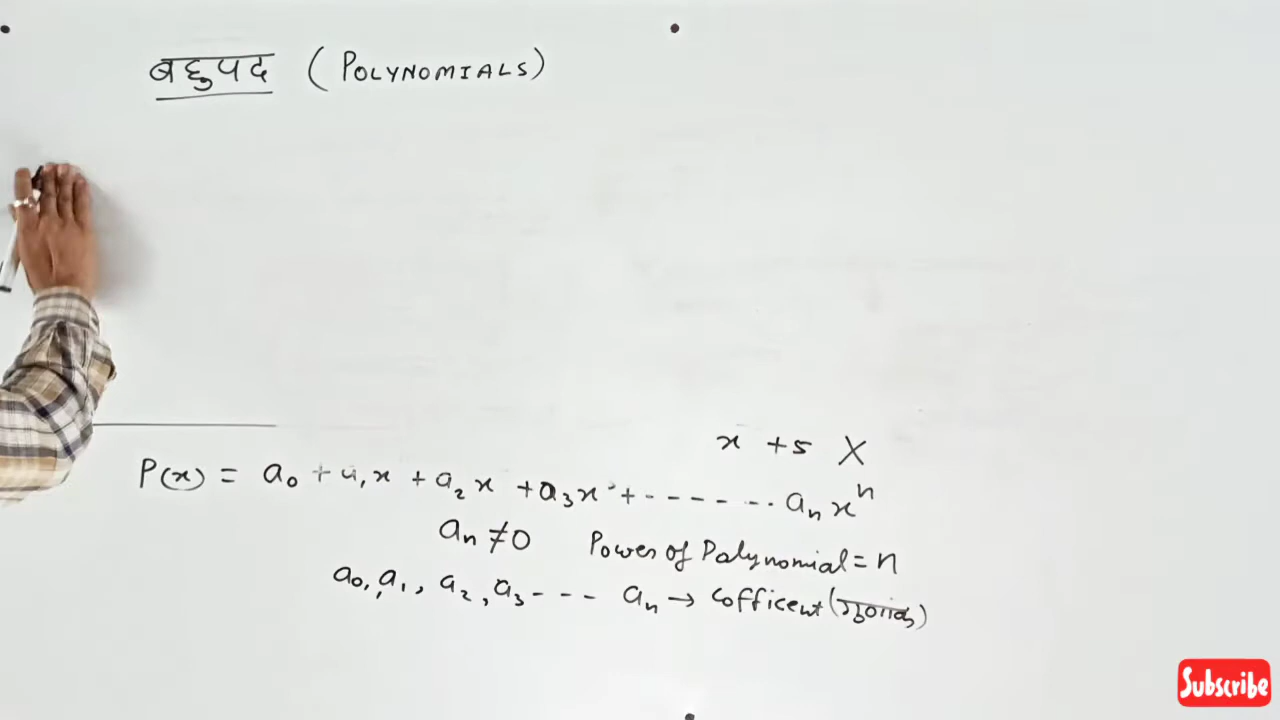 बहुपद (POLYNOMIALS)
x +5 X
P(x) = a₀ + a₁x + a₂x + a₃x + - - - - - - - aₙxⁿ
aₙ ≠ 0 Power of Polynomial = n
a₀, a₁, a₂, a₃ - - - aₙ → Cofficent (गुणांक)
Subscribe